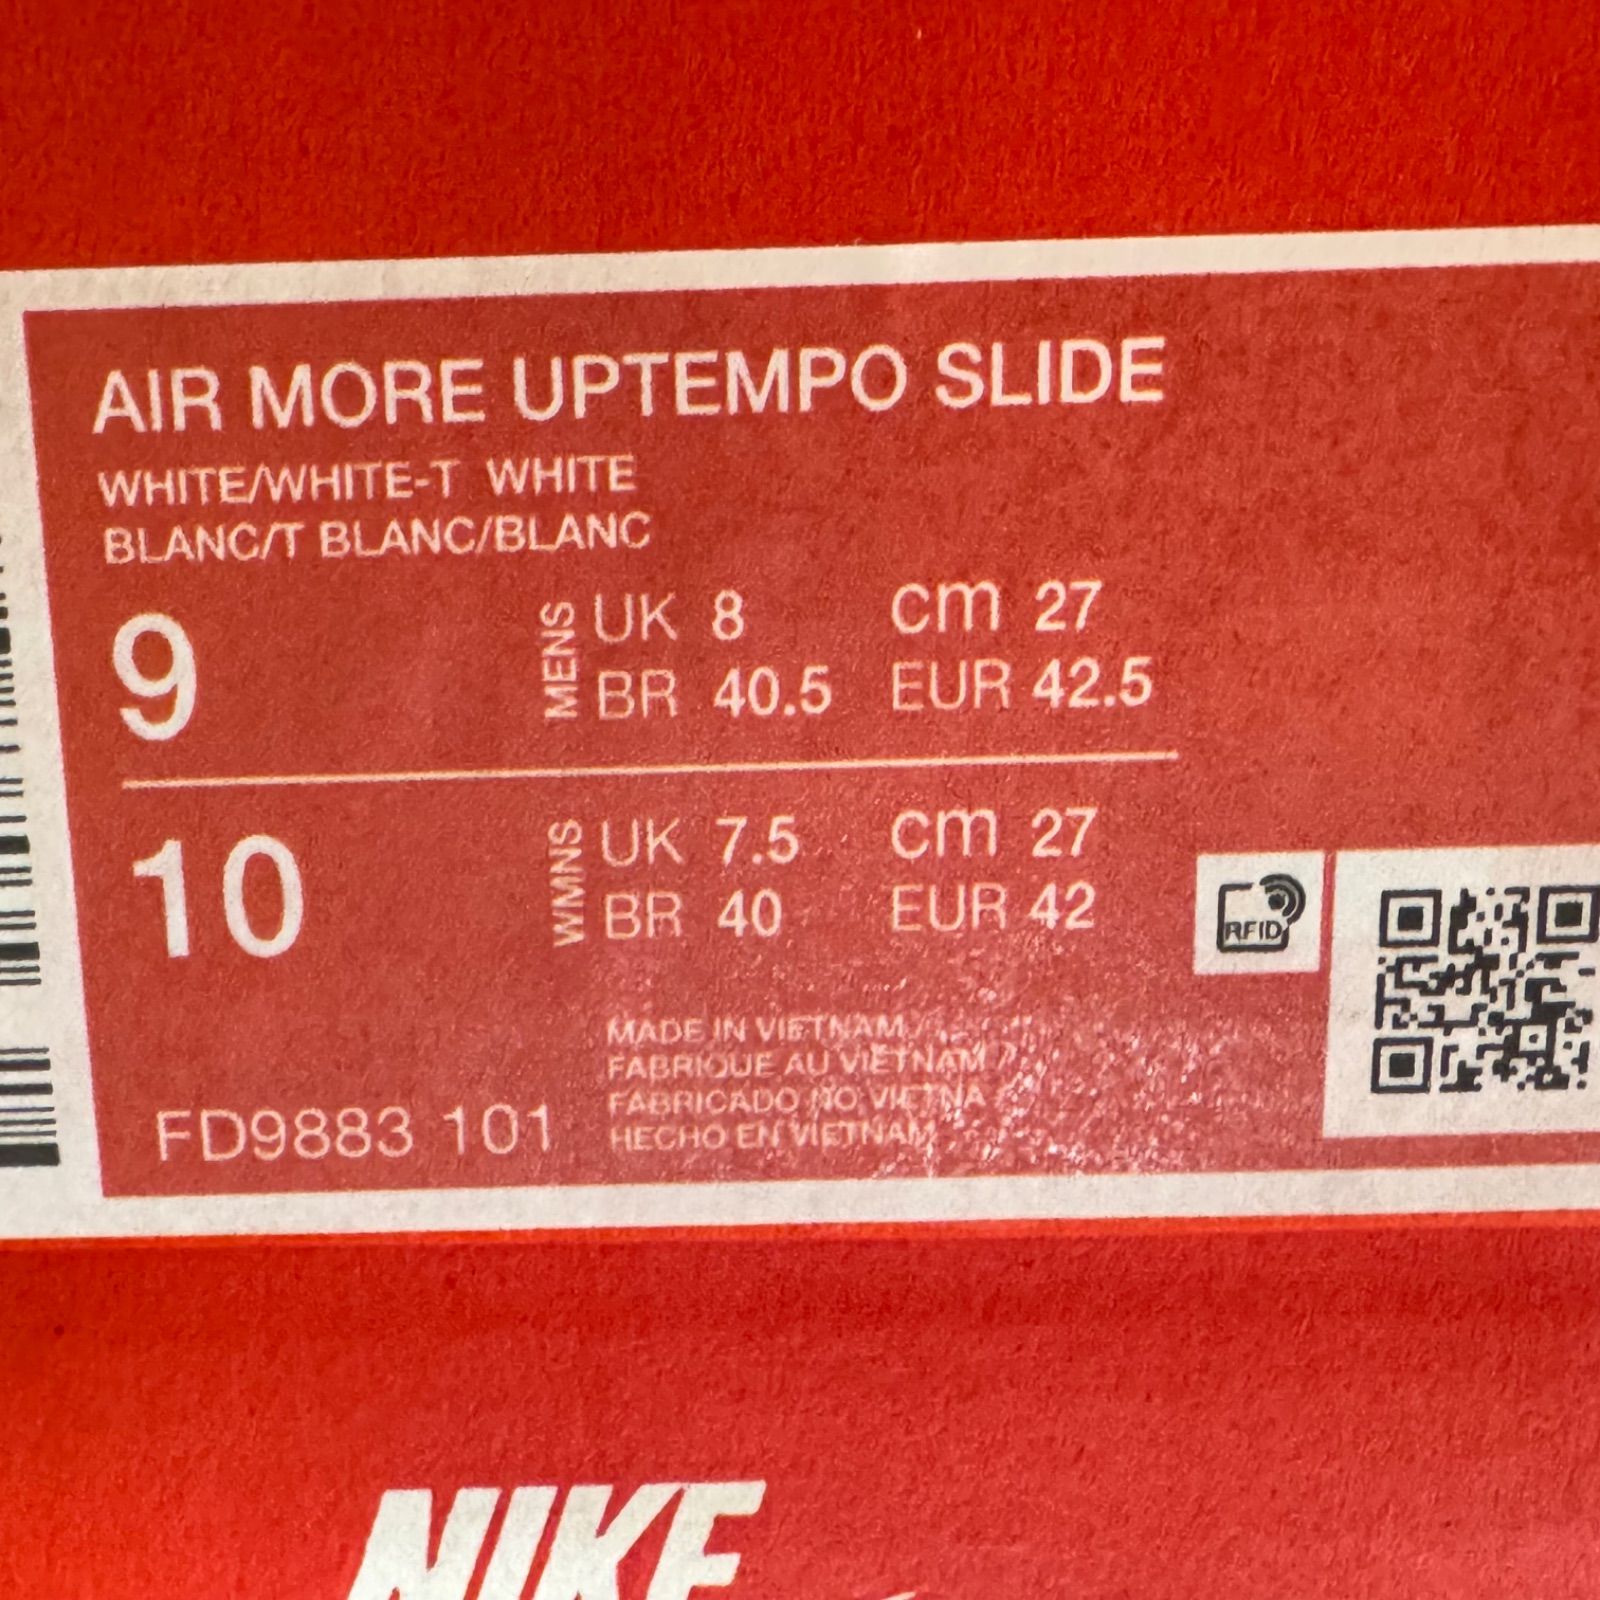 AIR MORE UPTEMPO SLIDE
WHITE/WHITE-T WHITE
BLANC/T BLANC/BLANC
9 MENS UK 8 cm 27
BR 40.5 EUR 42.5
10 WMNS UK 7.5 cm 27
BR 40 EUR 42
RFID
MADE IN VIETNAM
FABRIQUE AU VIETNAM
FABRICADO NO VIETNA
HECHO EN VIETNAM
FD9883 101
NIKE